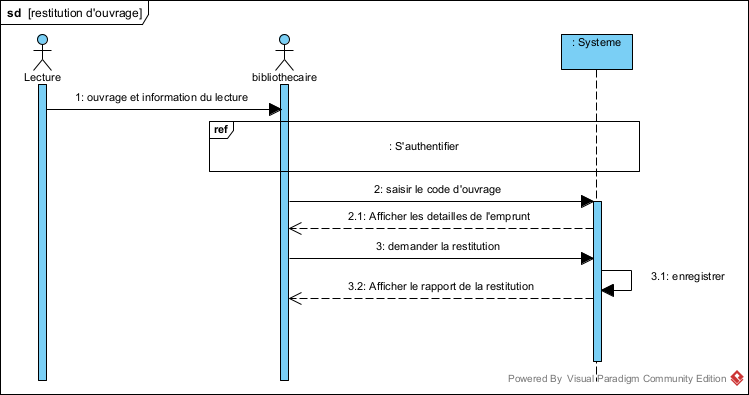 sd [restitution d'ouvrage]
Lecture
bibliothecaire
: Systeme
1: ouvrage et information du lecture
ref
: S'authentifier
2: saisir le code d'ouvrage
2.1: Afficher les detailles de l'emprunt
3: demander la restitution
3.1: enregistrer
3.2: Afficher le rapport de la restitution
Powered By Visual Paradigm Community Edition